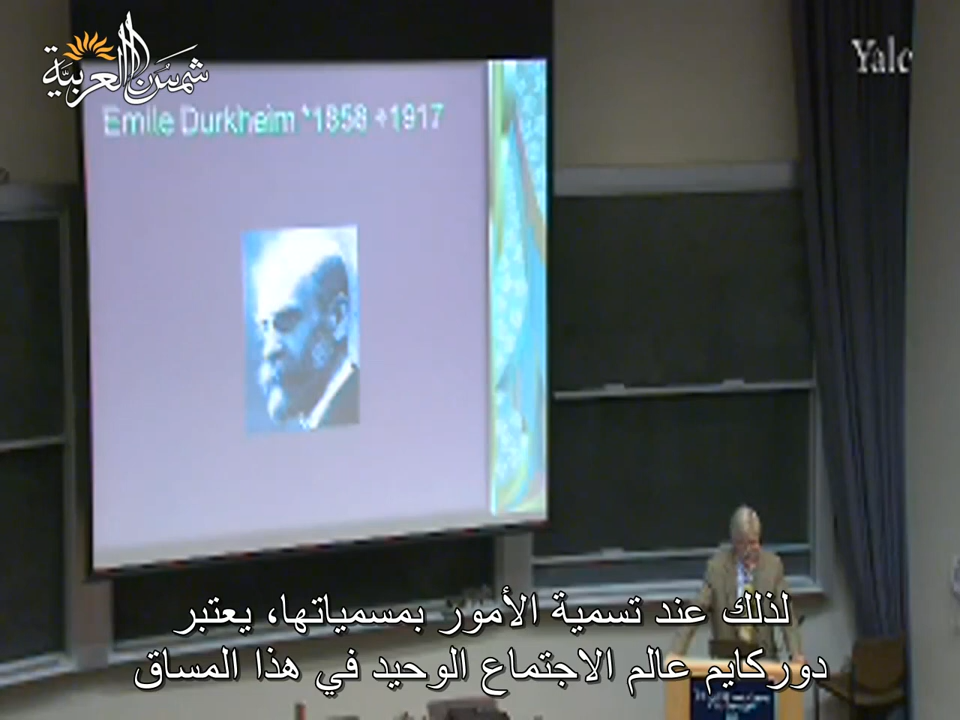 شمس العربية
Yale
Emile Durkheim *1858 +1917
لذلك عند تسمية الأمور بمسمياتها، يعتبر
دوركايم عالم الاجتماع الوحيد في هذا المساق